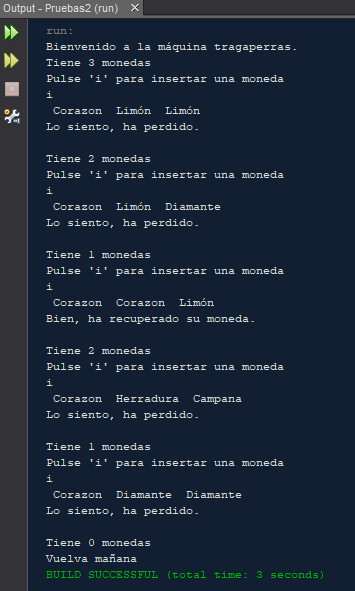 Output - Pruebas2 (run)
run:
Bienvenido a la máquina tragaperras.
Tiene 3 monedas
Pulse 'i' para insertar una moneda
i
Corazon Limón Limón
Lo siento, ha perdido.
Tiene 2 monedas
Pulse 'i' para insertar una moneda
i
Corazon Limón Diamante
Lo siento, ha perdido.
Tiene 1 monedas
Pulse 'i' para insertar una moneda
i
Corazon Corazon Limón
Bien, ha recuperado su moneda.
Tiene 2 monedas
Pulse 'i' para insertar una moneda
i
Corazon Herradura Campana
Lo siento, ha perdido.
Tiene 1 monedas
Pulse 'i' para insertar una moneda
i
Corazon Diamante Diamante
Lo siento, ha perdido.
Tiene 0 monedas
Vuelva mañana
BUILD SUCCESSFUL (total time: 3 seconds)